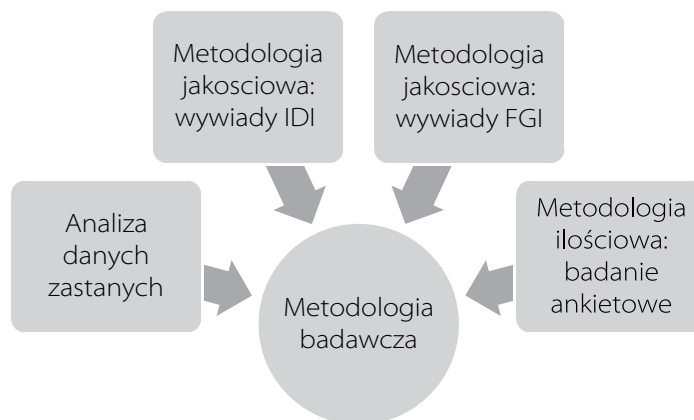 Metodologia
jakosciowa:
wywiady IDI
Metodologia
jakosciowa:
wywiady FGI
Analiza
danych
zastanych
Metodologia
ilościowa:
badanie
ankietowe
Metodologia
badawcza